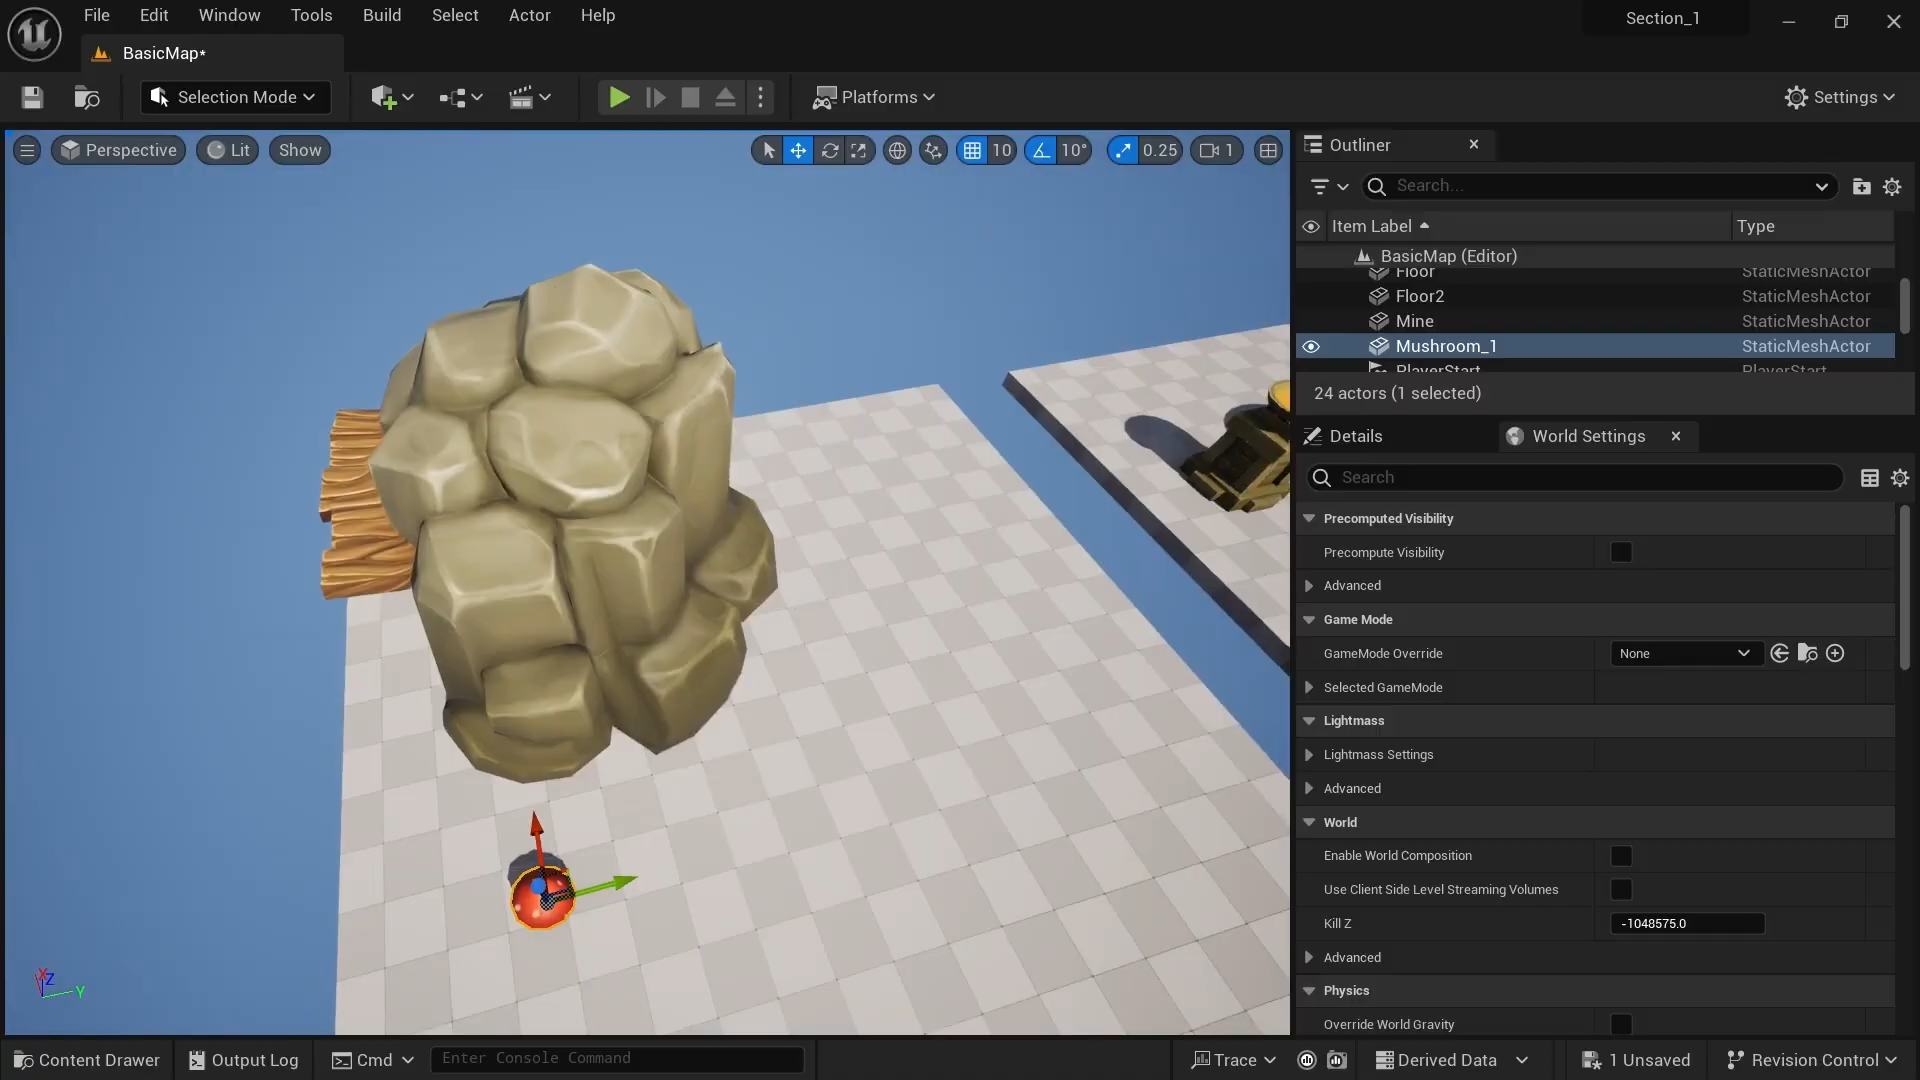 File Edit Window Tools Build Select Actor Help
Section_1
BasicMap*
Selection Mode
Platforms
Settings
Perspective
Lit
Show
10
10°
0.25
1
Outliner
Search...
Item Label
Type
BasicMap (Editor)
Floor StaticMeshActor
Floor2 StaticMeshActor
Mine StaticMeshActor
Mushroom_1 StaticMeshActor
PlayerStart PlayerStart
24 actors (1 selected)
Details
World Settings
Search
Precomputed Visibility
Precompute Visibility
Advanced
Game Mode
GameMode Override None
Selected GameMode
Lightmass
Lightmass Settings
Advanced
World
Enable World Composition
Use Client Side Level Streaming Volumes
Kill Z -1048575.0
Advanced
Physics
Override World Gravity
X
Z
Y
Content Drawer
Output Log
Cmd
Enter Console Command
Trace
Derived Data
1 Unsaved
Revision Control